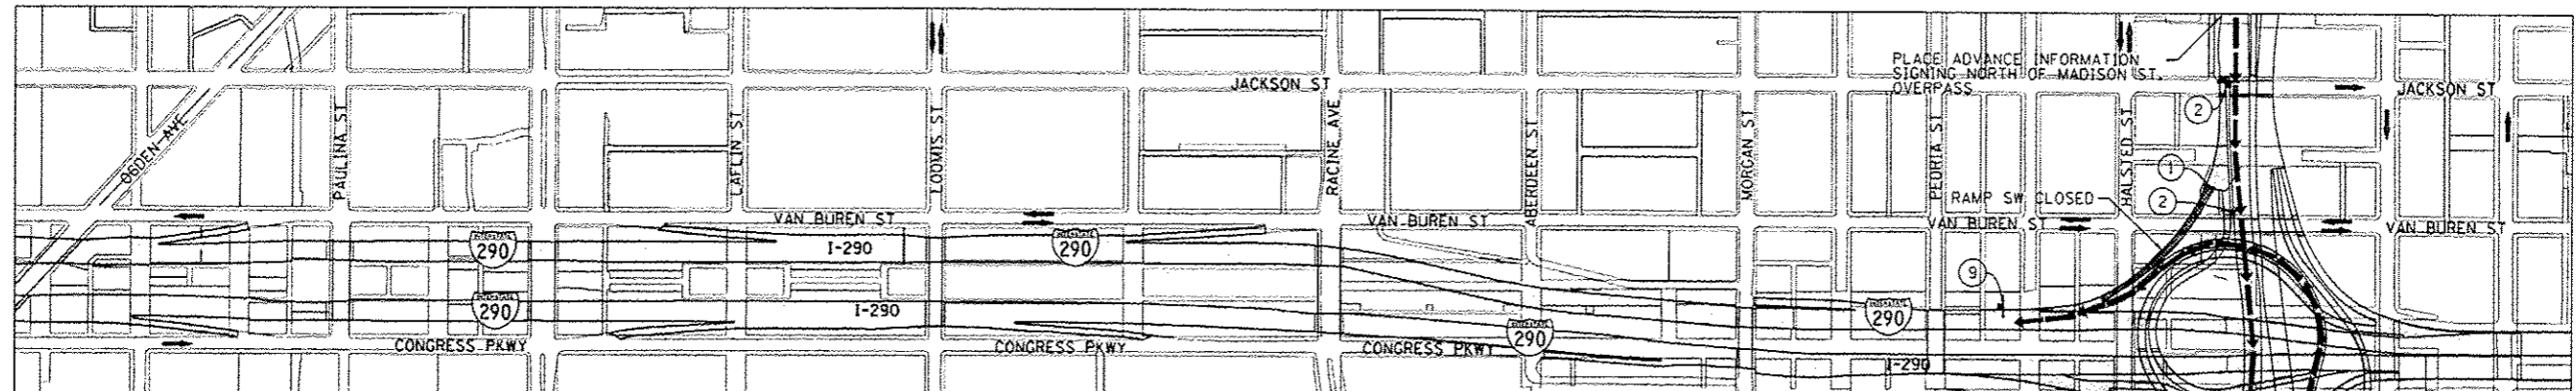 PLACE ADVANCE INFORMATION
SIGNING NORTH OF MADISON ST.
OVERPASS
JACKSON ST
JACKSON ST
2
OGDEN AVE
PAULINA ST
LAFLIN ST
LOOMIS ST
RACINE AVE
ABERDEEN ST
MORGAN ST
PEORIA ST
HALSTED ST
1
RAMP SW CLOSED
2
VAN BUREN ST
VAN BUREN ST
VAN BUREN ST
VAN BUREN ST
290
I-290
290
9
290
I-290
290
290
I-290
CONGRESS PKWY
CONGRESS PKWY
CONGRESS PKWY